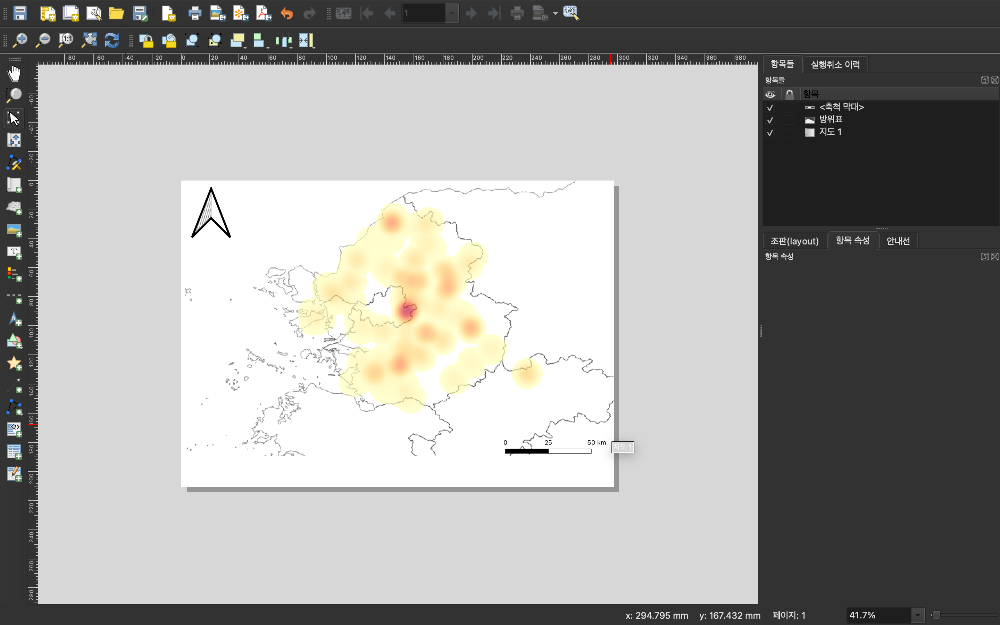 1
1:1
-80 -60 -40 -20 0 20 40 60 80 100 120 140 160 180 200 220 240 260 280 300 320 340 360 380
-60
-40
-20
0
20
40
60
80
100
120
140
160
180
200
220
240
260
280
T
N
항목들 실행취소 이력
항목들
항목
<축척 막대>
방위표
지도 1
조판(layout) 항목 속성 안내선
항목 속성
0 25 50 km
지도 1
x: 294.795 mm y: 167.432 mm 페이지: 1 41.7%